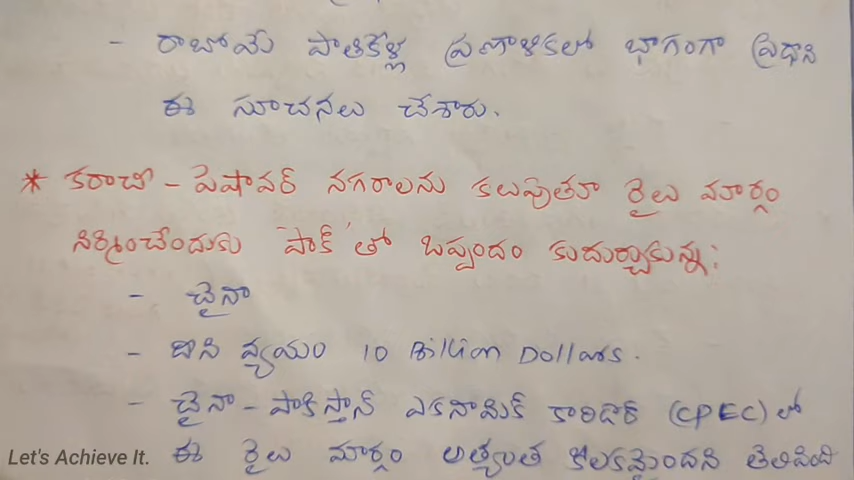 - రాబోయే పాతికేళ్ల ప్రణాళికలో భాగంగా ప్రధాని
ఈ సూచనలు చేశారు.
* కరాచీ - పెషావర్ నగరాలను కలుపుతూ రైలు మార్గం
నిర్మించేందుకు 'పాక్'తో ఒప్పందం కుదుర్చుకున్న:
- చైనా
- దీని వ్యయం 10 Billion Dollars.
- చైనా - పాకిస్తాన్ ఎకనామిక్ కారిడార్ (CPEC) లో
Let's Achieve It.
ఈ రైలు మార్గం అత్యంత కీలకమైందని తెలిపింది